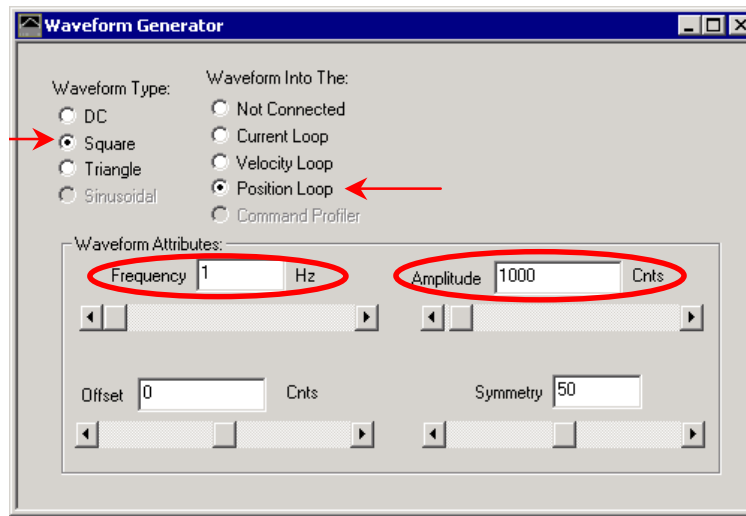 Waveform Generator
Waveform Type:
DC
Square
Triangle
Sinusoidal
Waveform Into The:
Not Connected
Current Loop
Velocity Loop
Position Loop
Command Profiler
Waveform Attributes:
Frequency 1 Hz
Amplitude 1000 Cnts
Offset 0 Cnts
Symmetry 50